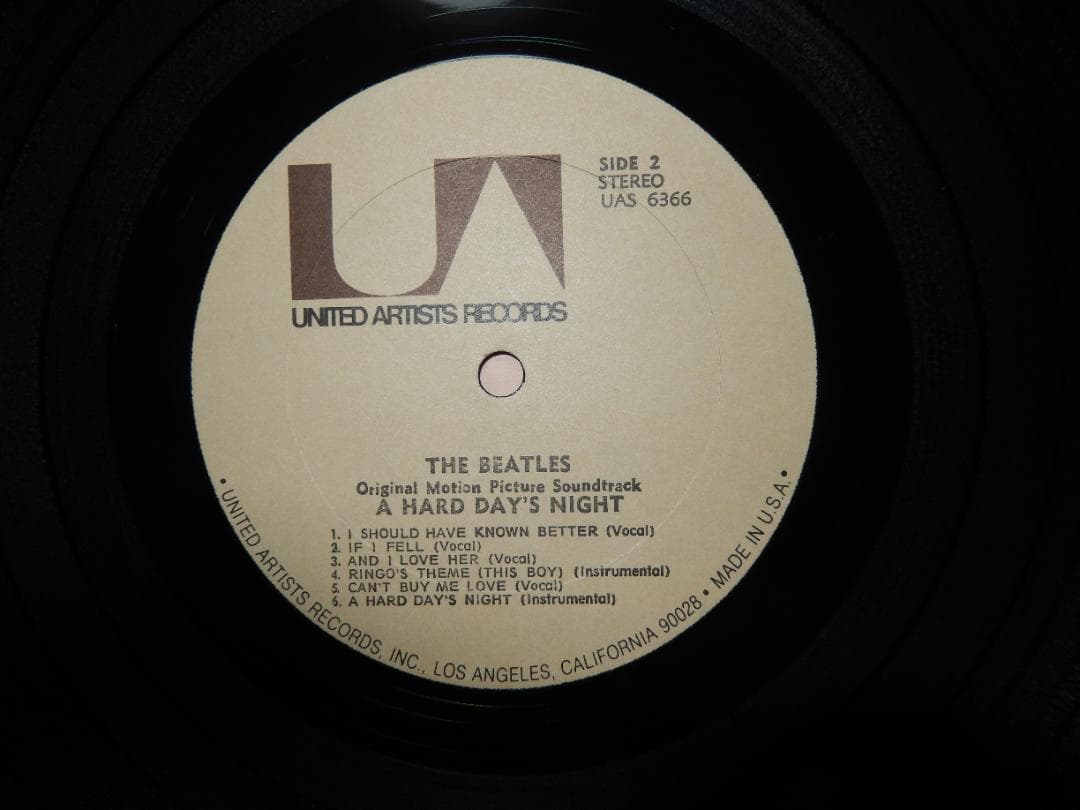 UA
SIDE 2
STEREO
UAS 6366
UNITED ARTISTS RECORDS
THE BEATLES
Original Motion Picture Soundtrack
A HARD DAY'S NIGHT
1. I SHOULD HAVE KNOWN BETTER (Vocal)
2. IF I FELL (Vocal)
3. AND I LOVE HER (Vocal)
4. RINGO'S THEME (THIS BOY) (Instrumental)
5. CAN'T BUY ME LOVE (Vocal)
6. A HARD DAY'S NIGHT (Instrumental)
• UNITED ARTISTS RECORDS, INC., LOS ANGELES, CALIFORNIA 90028 • MADE IN U.S.A. •